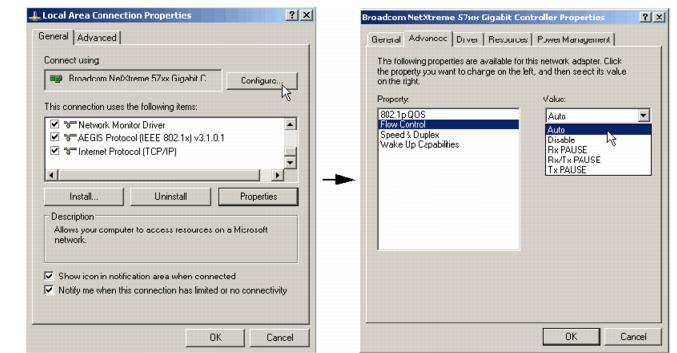 Local Area Connection Properties
General
Advanced
Connect using:
Broadcom NetXtreme 57xx Gigabit C
Configure...
This connection uses the following items:
Network Monitor Driver
AEGIS Protocol (IEEE 802.1x) v3.1.0.1
Internet Protocol (TCP/IP)
Install...
Uninstall
Properties
Description
Allows your computer to access resources on a Microsoft
network.
Show icon in notification area when connected
Notify me when this connection has limited or no connectivity
OK
Cancel
Broadcom NetXtreme 57xx Gigabit Controller Properties
General
Advanced
Driver
Resources
Power Management
The following properties are available for this network adapter. Click
the property you want to change on the left, and then select its value
on the right.
Property:
Value:
802.1p QOS
Flow Control
Speed & Duplex
Wake Up Capabilities
Auto
Auto
Disable
Rx PAUSE
Rx/Tx PAUSE
Tx PAUSE
OK
Cancel